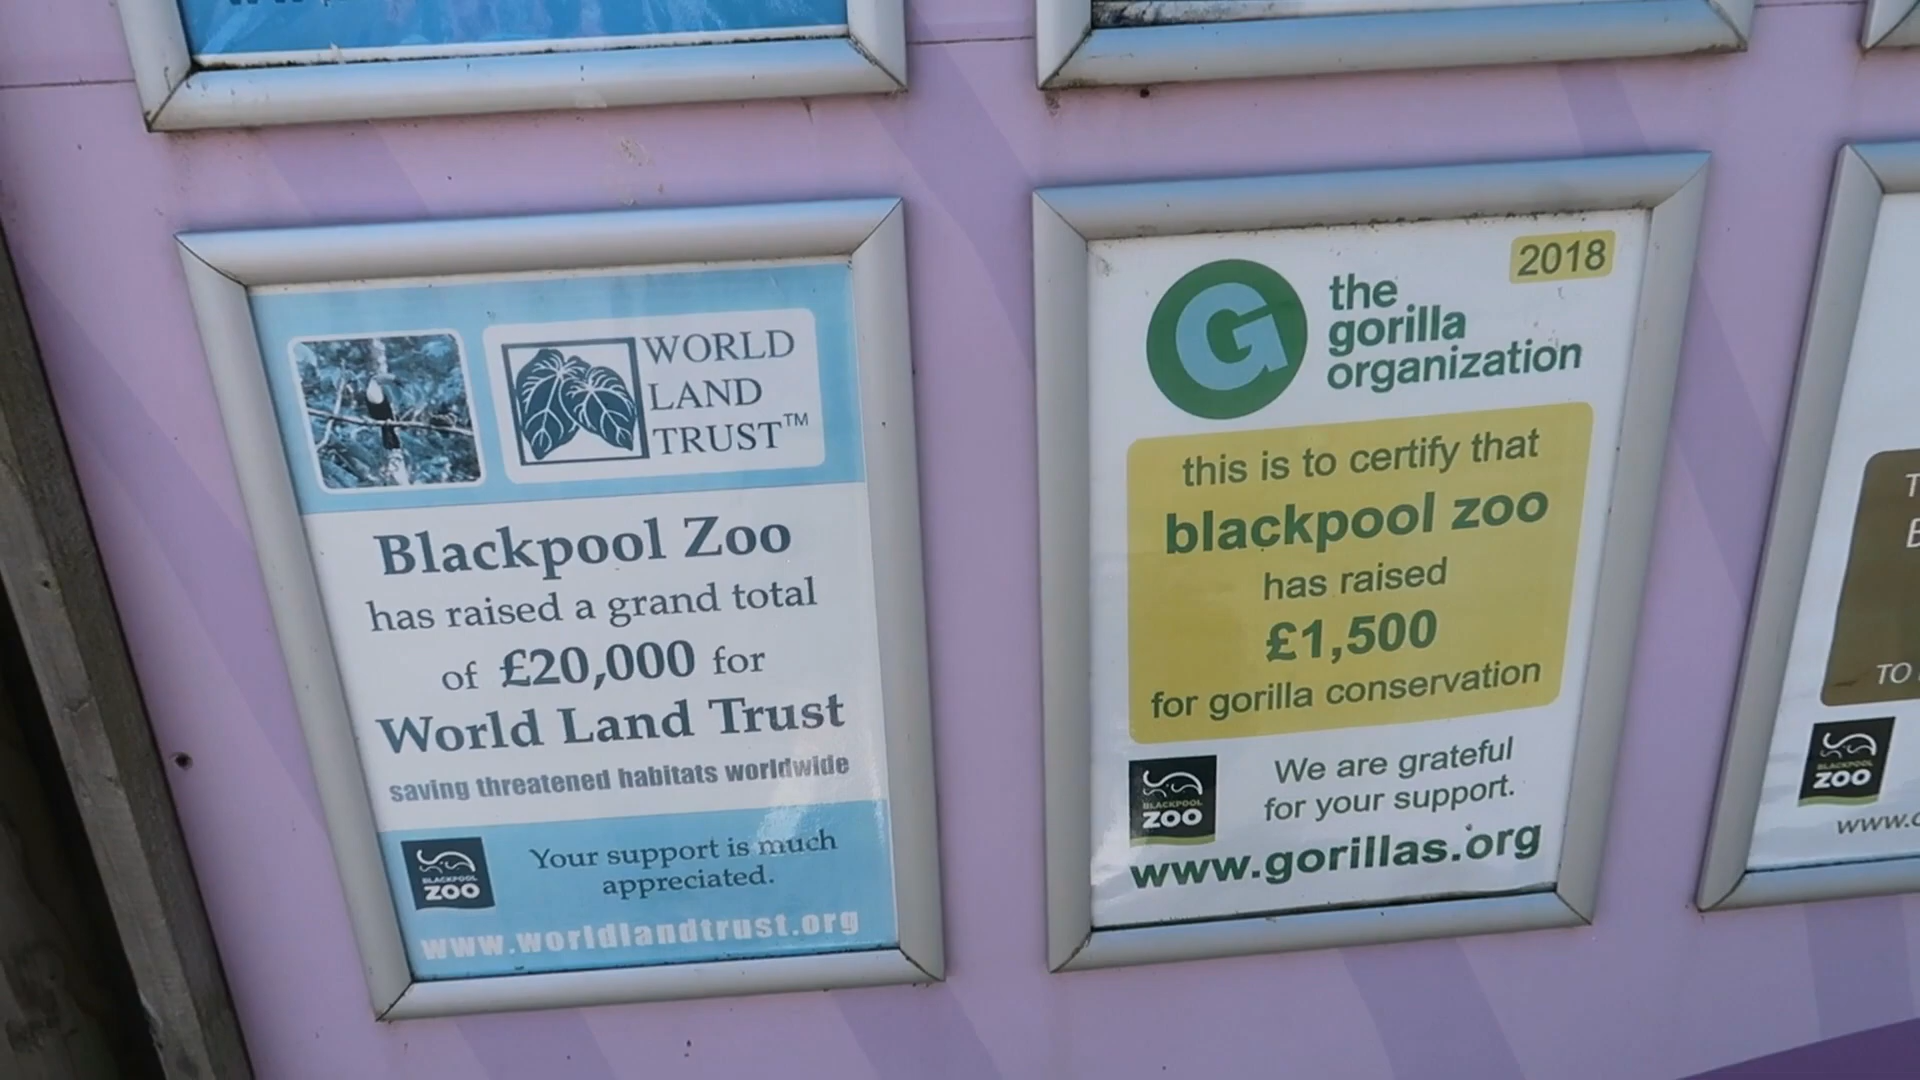 WORLD
LAND
TRUST™
Blackpool Zoo
has raised a grand total
of £20,000 for
World Land Trust
saving threatened habitats worldwide
BLACKPOOL
ZOO
Your support is much
appreciated.
www.worldlandtrust.org
2018
G
the
gorilla
organization
this is to certify that
blackpool zoo
has raised
£1,500
for gorilla conservation
BLACKPOOL
ZOO
We are grateful
for your support.
www.gorillas.org
TO
BLACKPOOL
ZOO
www.